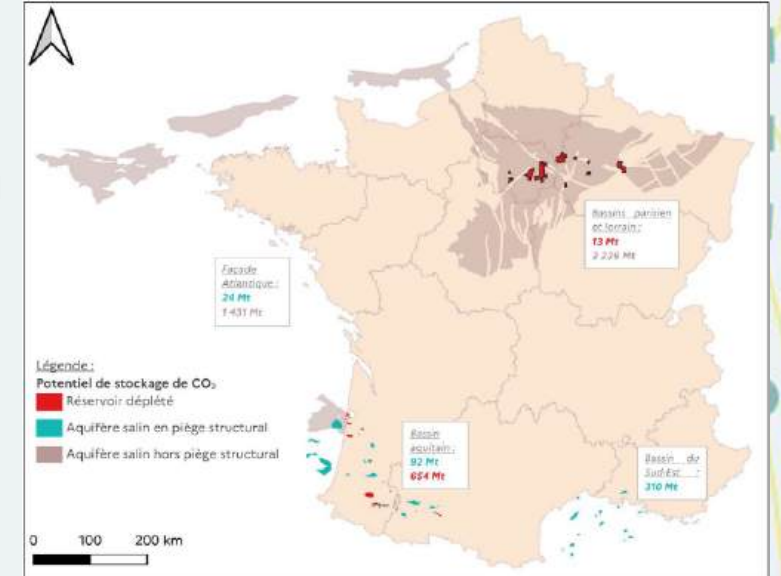 Bassins parisien
et lorrain :
13 Mt
2 226 Mt
Façade
Atlantique :
24 Mt
1 431 Mt
Légende :
Potentiel de stockage de CO₂
Réservoir déplété
Aquifère salin en piège structural
Aquifère salin hors piège structural
Bassin
aquitain :
92 Mt
654 Mt
Bassin du
Sud-Est :
310 Mt
0 100 200 km